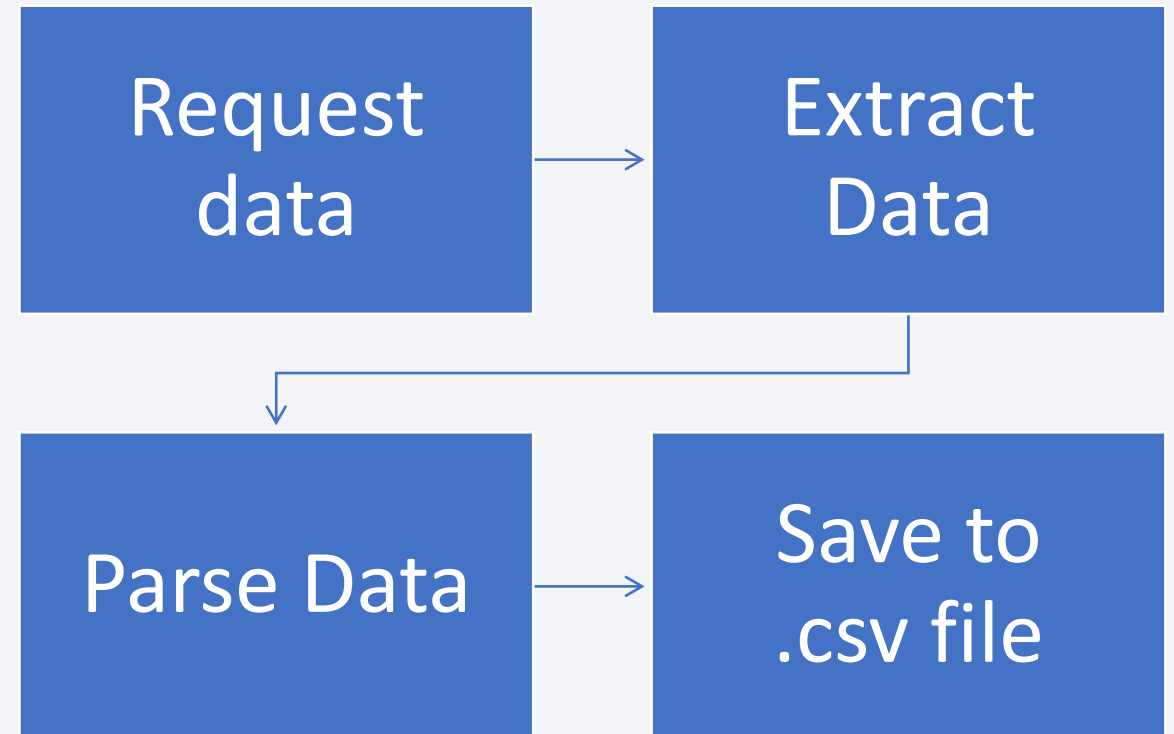 Request
data
Extract
Data
Parse Data
Save to
.csv file